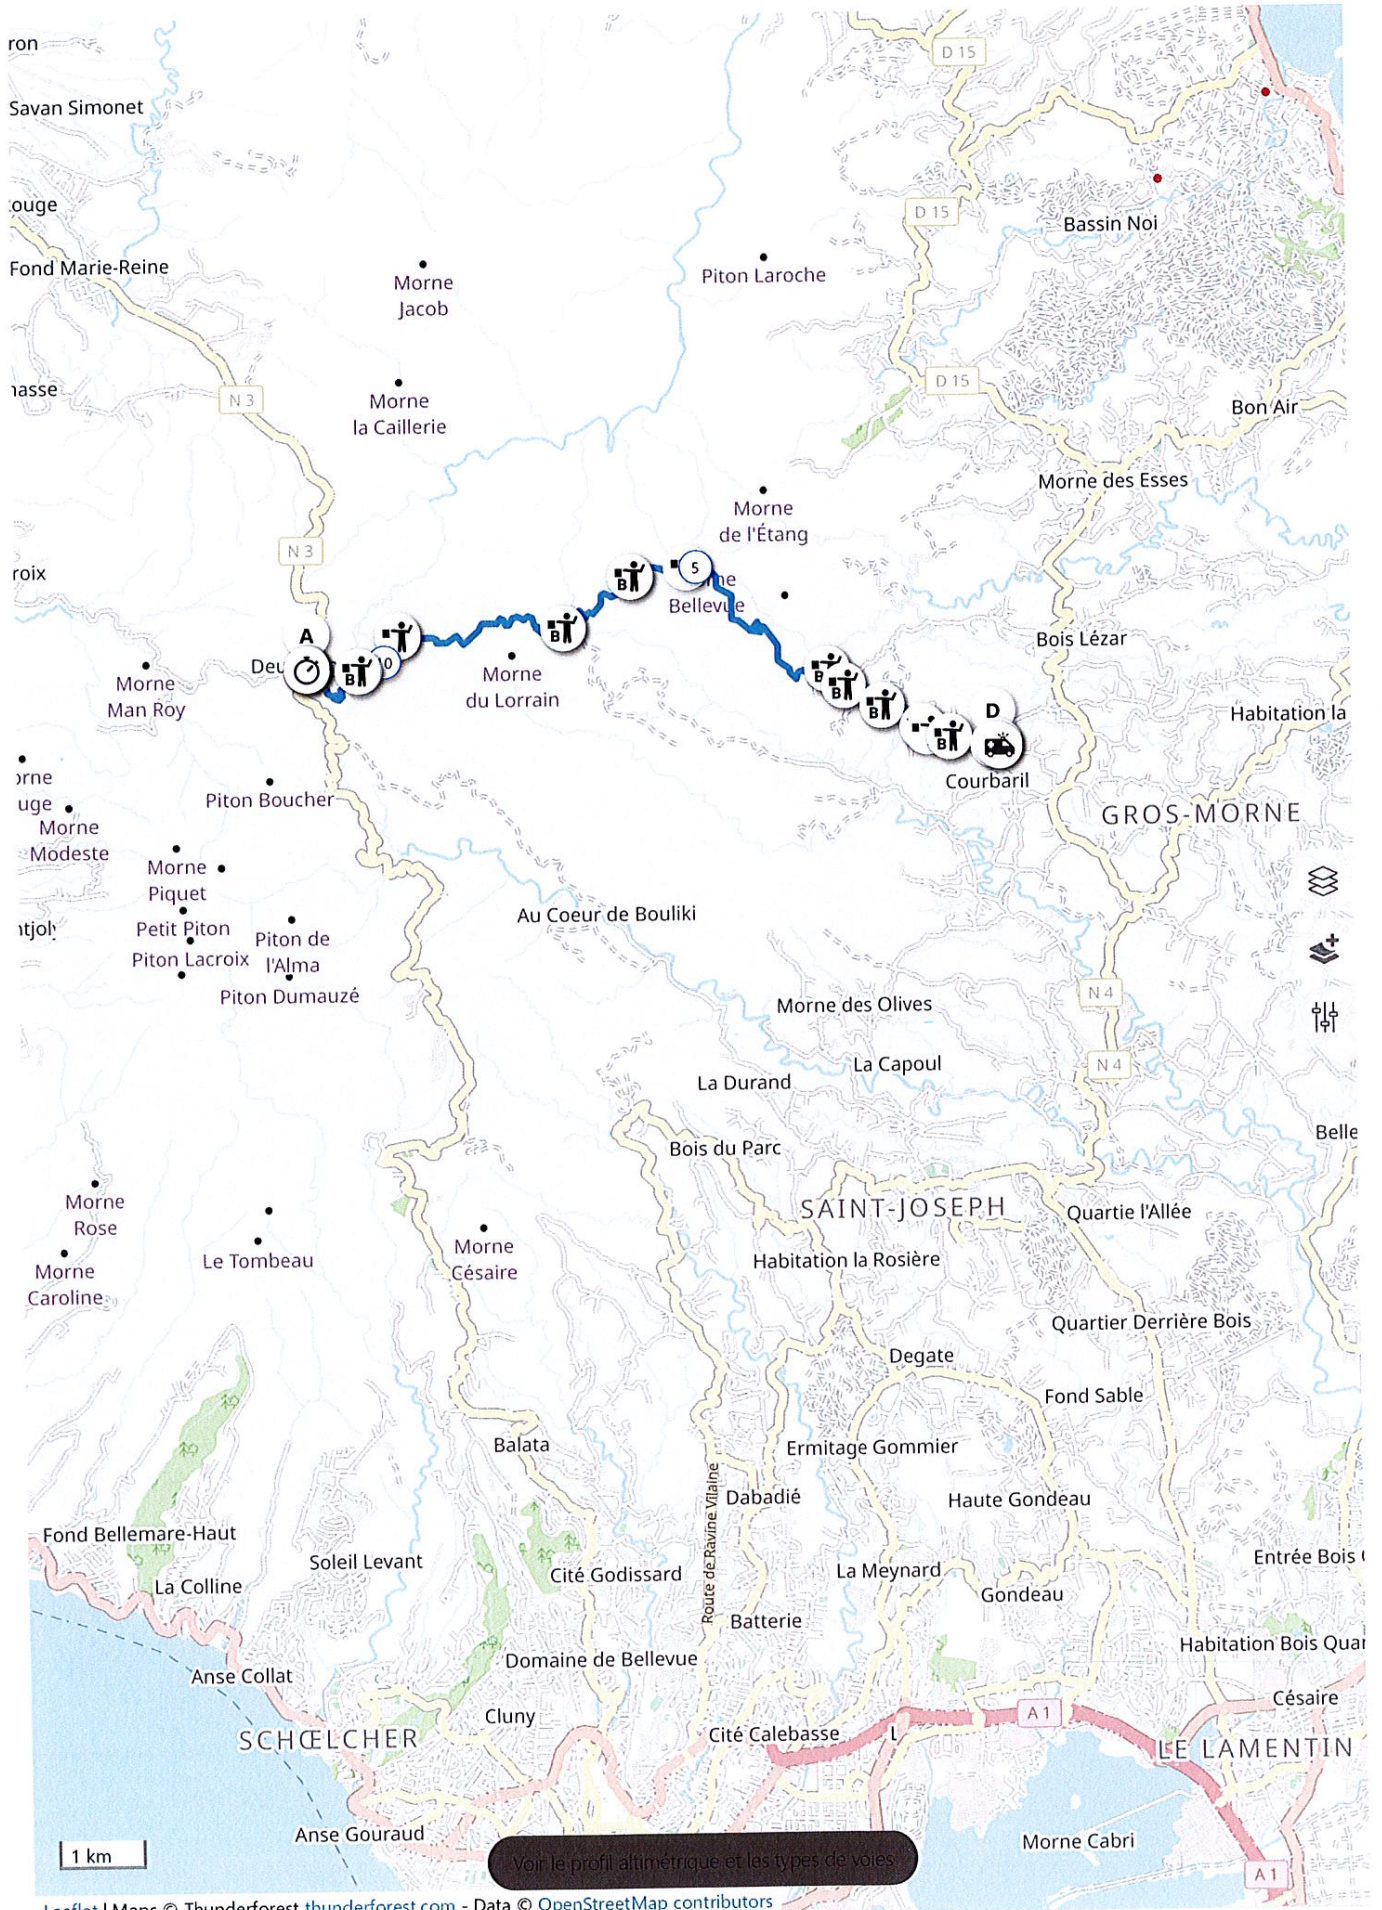 ron
D 15
Savan Simonet
ouge
D 15
Bassin Noi
Fond Marie-Reine
Morne
Jacob
Piton Laroche
nasse
N 3
Morne
la Caillerie
D 15
Bon Air
Morne des Esses
Morne
de l'Étang
N 3
roix
5
Bellevue
B
B
A
Deu
B
0
Bois Lézar
Morne
Man Roy
Morne
du Lorrain
B
B
B
B
D
Habitation la
Courbaril
orne
uge
Piton Boucher
GROS-MORNE
Morne
Modeste
Morne
Piquet
Au Coeur de Bouliki
ntjoly
Petit Piton
Piton de
l'Alma
Piton Lacroix
Piton Dumauzé
N 4
Morne des Olives
N 4
La Capoul
La Durand
Belle
Bois du Parc
Morne
Rose
SAINT-JOSEPH
Quartie l'Allée
Le Tombeau
Morne
Césaire
Habitation la Rosière
Morne
Caroline
Quartier Derrière Bois
Degate
Fond Sable
Balata
Ermitage Gommier
Route de Ravine Vilaine
Dabadié
Haute Gondeau
Fond Bellemare-Haut
Soleil Levant
Cité Godissard
La Meynard
Entrée Bois
La Colline
Gondeau
Batterie
Domaine de Bellevue
Habitation Bois Quar
Anse Collat
Césaire
Cluny
A 1
SCHŒLCHER
Cité Calebasse
L
LE LAMENTIN
Anse Gouraud
Morne Cabri
1 km
Voir le profil altimétrique et les types de voies
A 1
Leaflet | Maps © Thunderforest thunderforest.com - Data © OpenStreetMap contributors